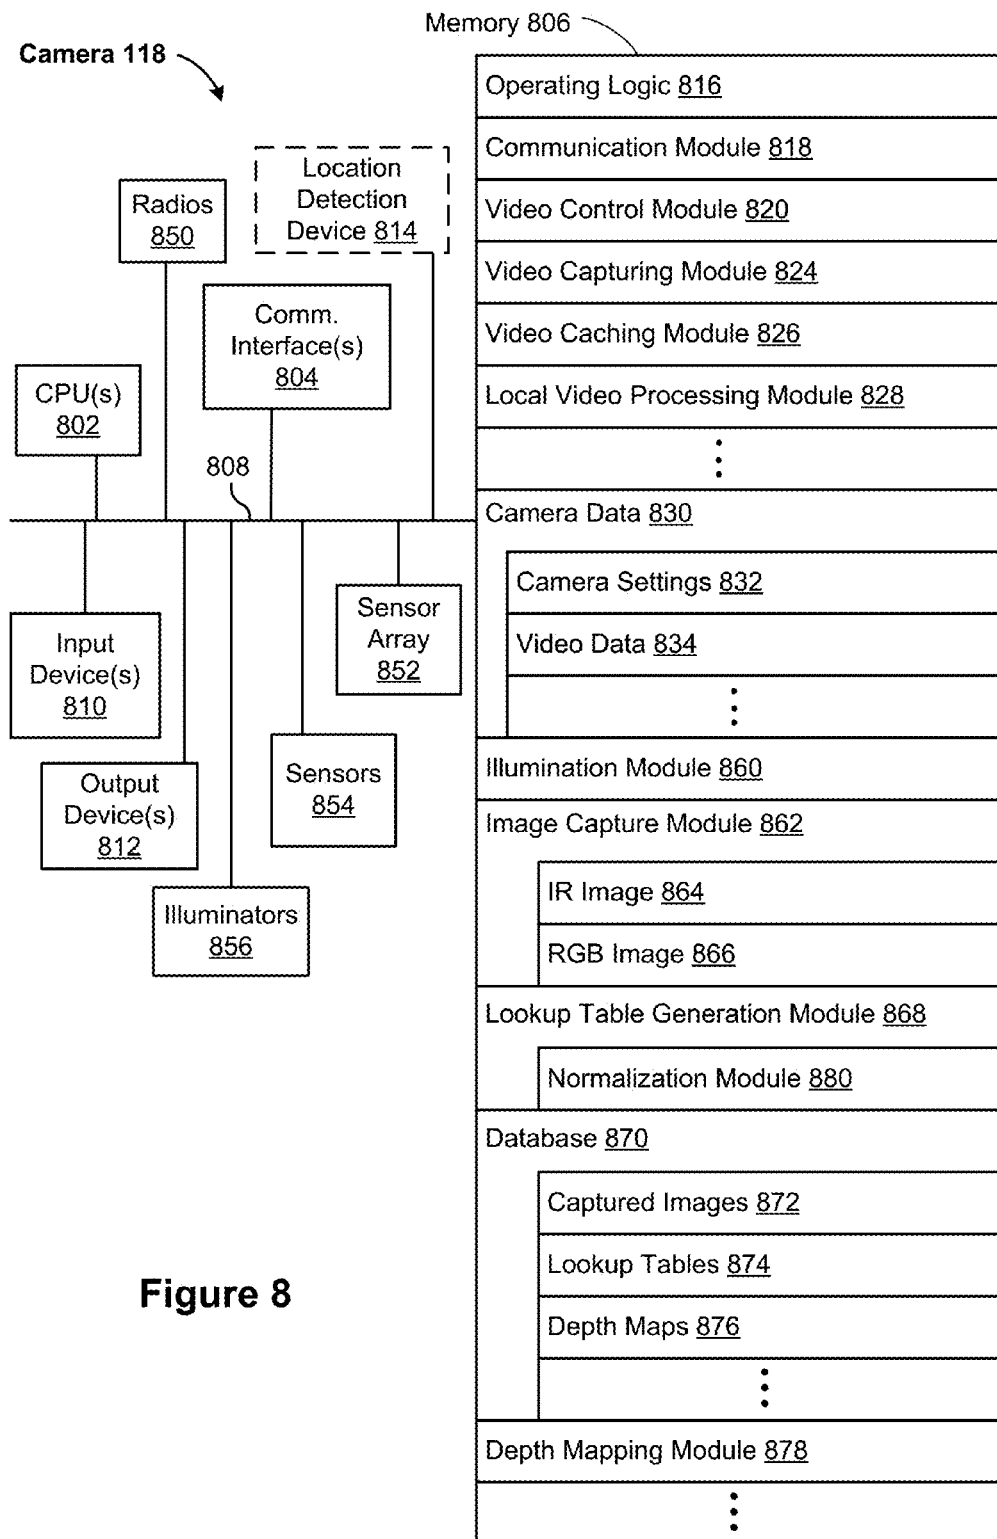 Memory 806
Camera 118
Operating Logic 816
Communication Module 818
Video Control Module 820
Video Capturing Module 824
Video Caching Module 826
Local Video Processing Module 828
Location
Detection
Device 814
Radios
850
Comm.
Interface(s)
804
CPU(s)
802
808
Input
Device(s)
810
Output
Device(s)
812
Illuminators
856
Sensors
854
Sensor
Array
852
Camera Data 830
Camera Settings 832
Video Data 834
Illumination Module 860
Image Capture Module 862
IR Image 864
RGB Image 866
Lookup Table Generation Module 868
Normalization Module 880
Database 870
Captured Images 872
Lookup Tables 874
Depth Maps 876
Depth Mapping Module 878
Figure 8